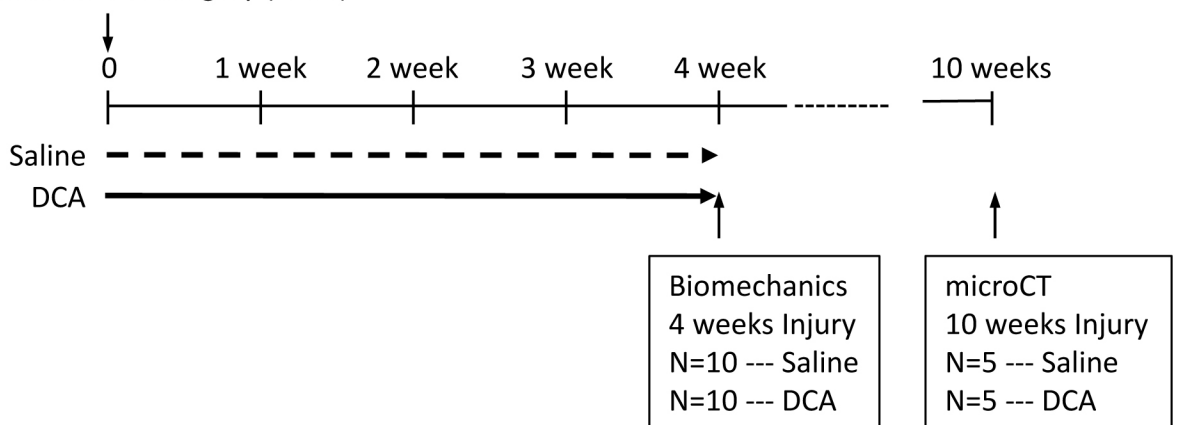 0 1 week 2 week 3 week 4 week 10 weeks
Saline
DCA
Biomechanics
4 weeks Injury
N=10 --- Saline
N=10 --- DCA
microCT
10 weeks Injury
N=5 --- Saline
N=5 --- DCA